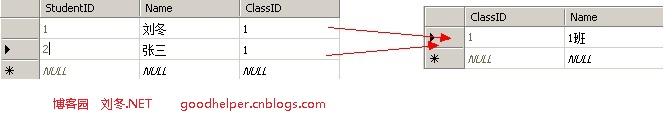 StudentID Name ClassID
1 刘冬 1
2 张三 1
NULL NULL NULL
ClassID Name
1 1班
NULL NULL
博客园 刘冬.NET goodhelper.cnblogs.com